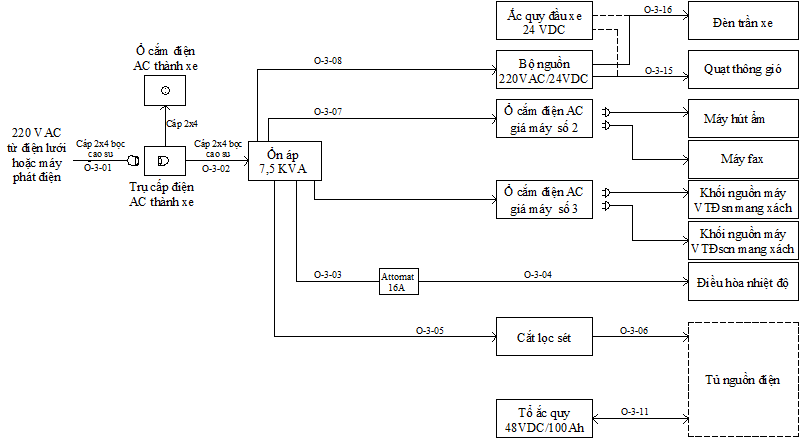 Ổ cắm điện
AC thành xe
Cáp 2x4
220 VAC
từ điện lưới
hoặc máy
phát điện
Cáp 2x4 bọc
cao su
O-3-01
Trụ cấp điện
AC thành xe
Cáp 2x4 bọc
cao su
O-3-02
Ổn áp
7,5 KVA
O-3-08
O-3-07
O-3-03
O-3-05
Ắc quy đầu xe
24 VDC
Bộ nguồn
220VAC/24VDC
O-3-16
O-3-15
Đèn trần xe
Quạt thông gió
Ổ cắm điện AC
giá máy số 2
Máy hút ẩm
Máy fax
Ổ cắm điện AC
giá máy số 3
Khối nguồn máy
VTĐsn mang xách
Khối nguồn máy
VTĐscn mang xách
Attomat
16A
O-3-04
Điều hòa nhiệt độ
Cắt lọc sét
O-3-06
Tủ nguồn điện
Tổ ắc quy
48VDC/100Ah
O-3-11